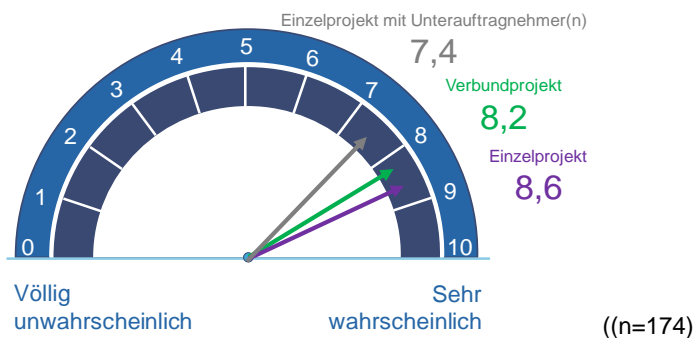 Einzelprojekt mit Unterauftragnehmer(n)
7,4
Verbundprojekt
8,2
Einzelprojekt
8,6
0
1
2
3
4
5
6
7
8
9
10
Völlig
unwahrscheinlich
Sehr
wahrscheinlich
((n=174)